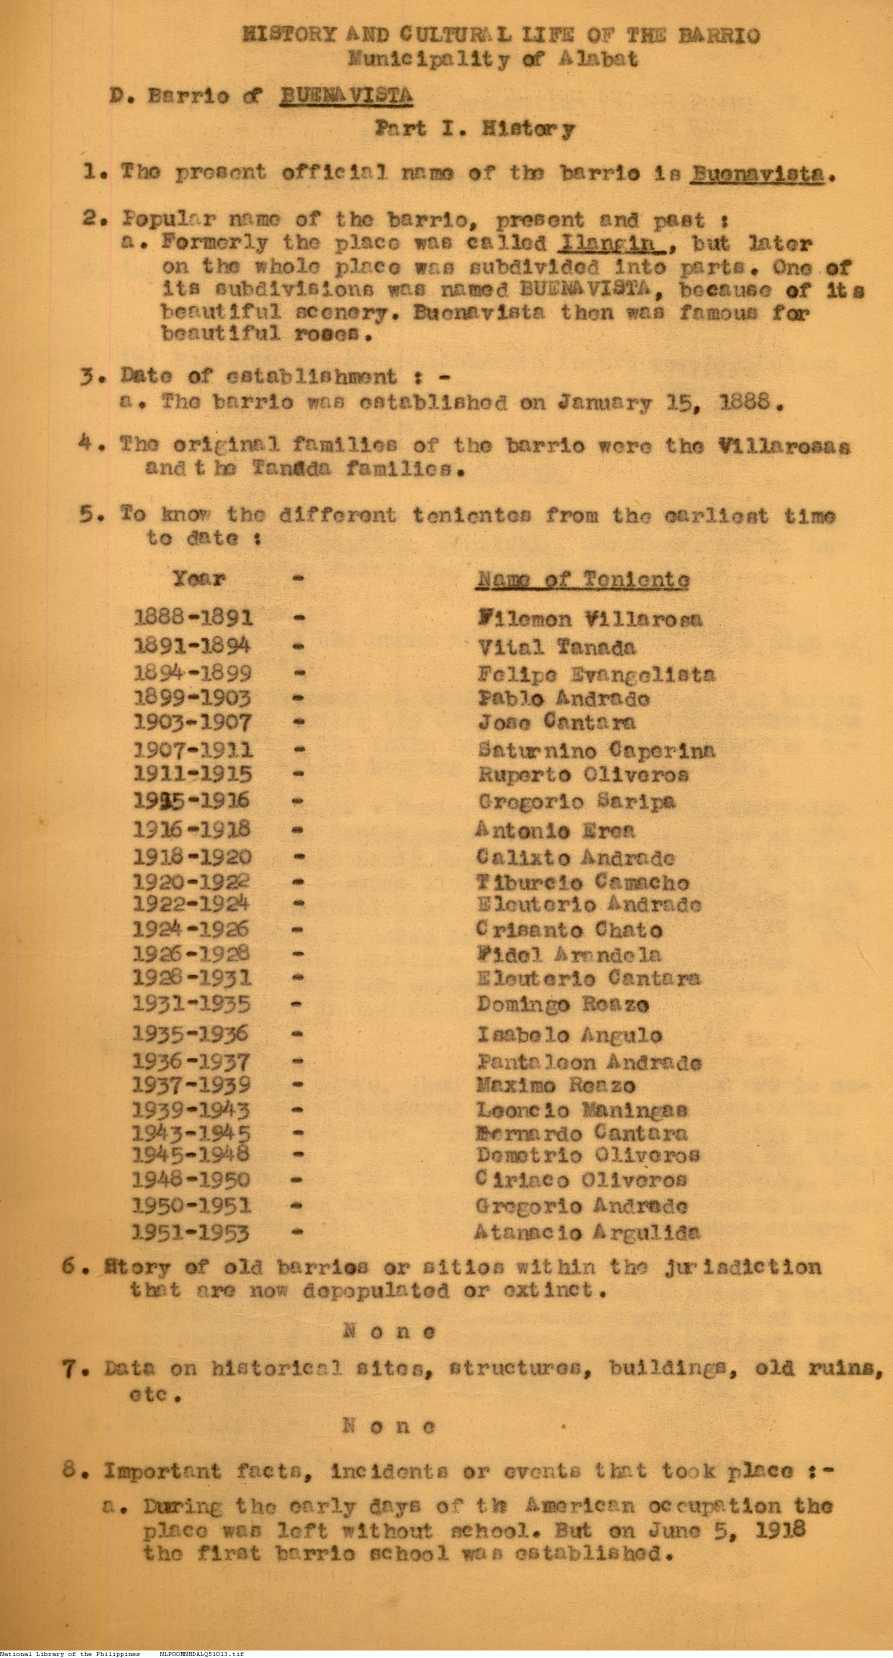 HISTORY AND CULTURAL LIFE OF THE BARRIO
Municipality of Alabat
D. Barrio of BUENAVISTA
Part I. History
1. The present official name of the barrio is Buenavista.
2. Popular name of the barrio, present and past :
a. Formerly the place was called Ilangin , but later
on the whole place was subdivided into parts. One of
its subdivisions was named BUENAVISTA, because of its
beautiful scenery. Buenavista then was famous for
beautiful roses.
3. Date of establishment : -
a. The barrio was established on January 15, 1888.
4. The original families of the barrio were the Villarosas
and the Tanada families.
5. To know the different tenientes from the earliest time
to date :
Year - Name of Teniente
1888-1891 - Filemon Villarosa
1891-1894 - Vital Tanada
1894-1899 - Felipe Evangelista
1899-1903 - Pablo Andrade
1903-1907 - Jose Cantara
1907-1911 - Saturnino Caperina
1911-1915 - Ruperto Oliveros
1915-1916 - Gregorio Saripa
1916-1918 - Antonio Erea
1918-1920 - Calixto Andrade
1920-1922 - Tiburcio Camacho
1922-1924 - Eleuterio Andrade
1924-1926 - Crisanto Chato
1926-1928 - Fidel Arandela
1928-1931 - Eleuterio Cantara
1931-1935 - Domingo Reazo
1935-1936 - Isabelo Angulo
1936-1937 - Pantaleon Andrade
1937-1939 - Maximo Reazo
1939-1943 - Leoncio Maningas
1943-1945 - Bernardo Cantara
1945-1948 - Demetrio Oliveros
1948-1950 - Ciriaco Oliveros
1950-1951 - Gregorio Andrade
1951-1953 - Atanacio Argulida
6. Story of old barrios or sitios within the jurisdiction
that are now depopulated or extinct.
N o n e
7. Data on historical sites, structures, buildings, old ruins,
etc.
N o n e
8. Important facts, incidents or events that took place :-
a. During the early days of the American occupation the
place was left without school. But on June 5, 1918
the first barrio school was established.
National Library of the Philippines NLPOOMNHDALQ51013.tif